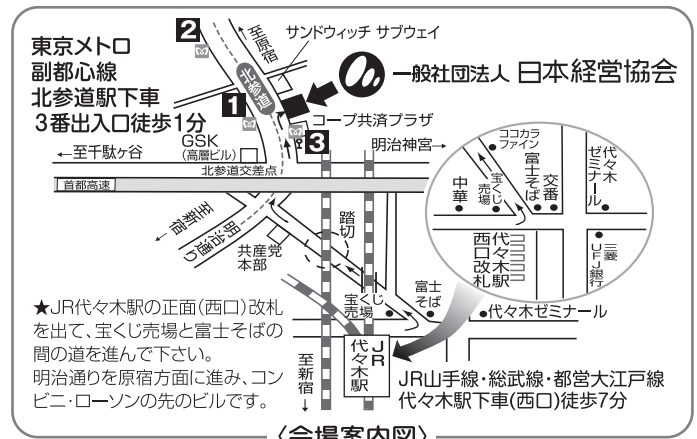 東京メトロ
副都心線
北参道駅下車
3番出入口徒歩1分
2
至原宿
サンドウィッチ サブウェイ
北参道
一般社団法人 日本経営協会
1
3
コープ共済プラザ
GSK
(高層ビル)
←至千駄ヶ谷
明治神宮→
北参道交差点
首都高速
至新宿
明治通り
共産党
本部
踏切
宝くじ
売場
富士
そば
代々木ゼミナール
JR
代々木駅
至新宿
ココカラ
ファイン
中華
宝くじ
売場
富士そば
交番
代々木
ゼミナール
代々木駅
西口改札
三菱
UFJ銀行
★JR代々木駅の正面(西口)改札
を出て、宝くじ売場と富士そばの
間の道を進んで下さい。
明治通りを原宿方面に進み、コン
ビニ・ローソンの先のビルです。
JR山手線・総武線・都営大江戸線
代々木駅下車(西口)徒歩7分
〈会場案内図〉